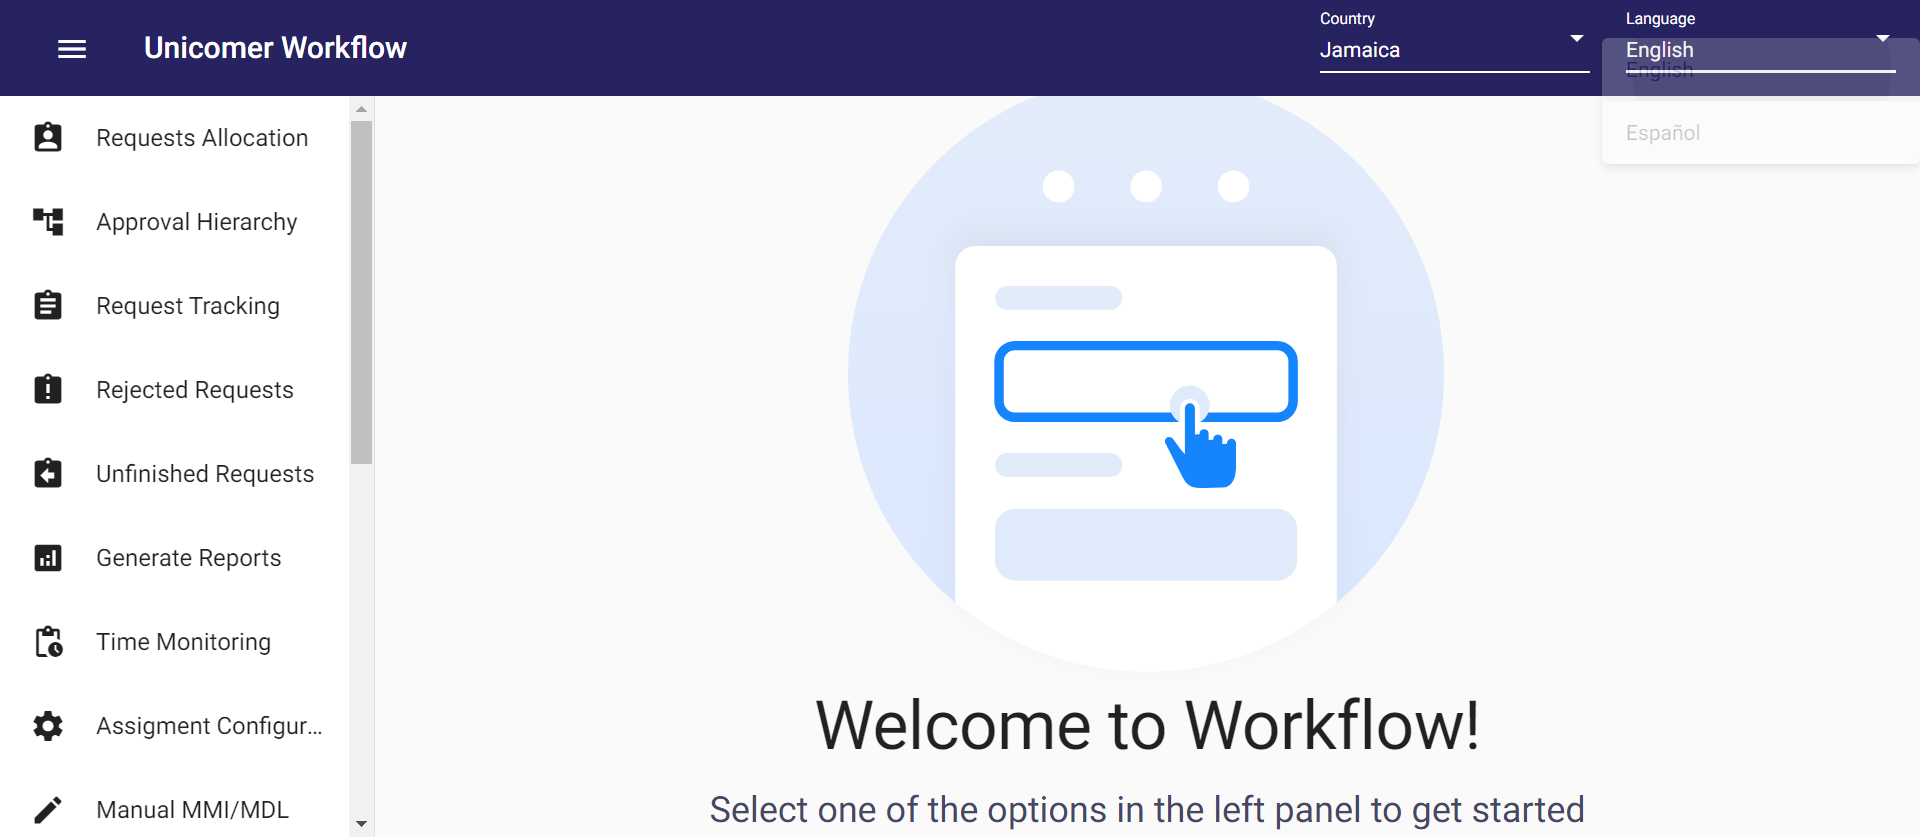 Unicomer Workflow
Country
Jamaica
Language
English
English
Español
Requests Allocation
Approval Hierarchy
Request Tracking
Rejected Requests
Unfinished Requests
Generate Reports
Time Monitoring
Assigment Configur...
Manual MMI/MDL
Welcome to Workflow!
Select one of the options in the left panel to get started